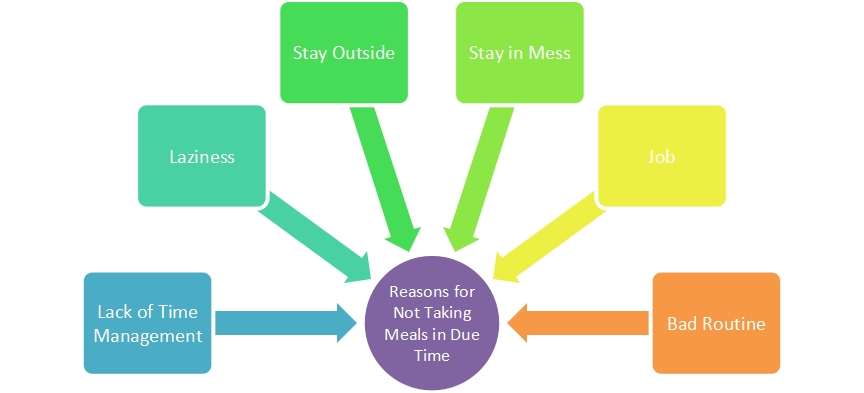 Stay Outside
Stay in Mess
Laziness
Job
Lack of Time
Management
Reasons for
Not Taking
Meals in Due
Time
Bad Routine